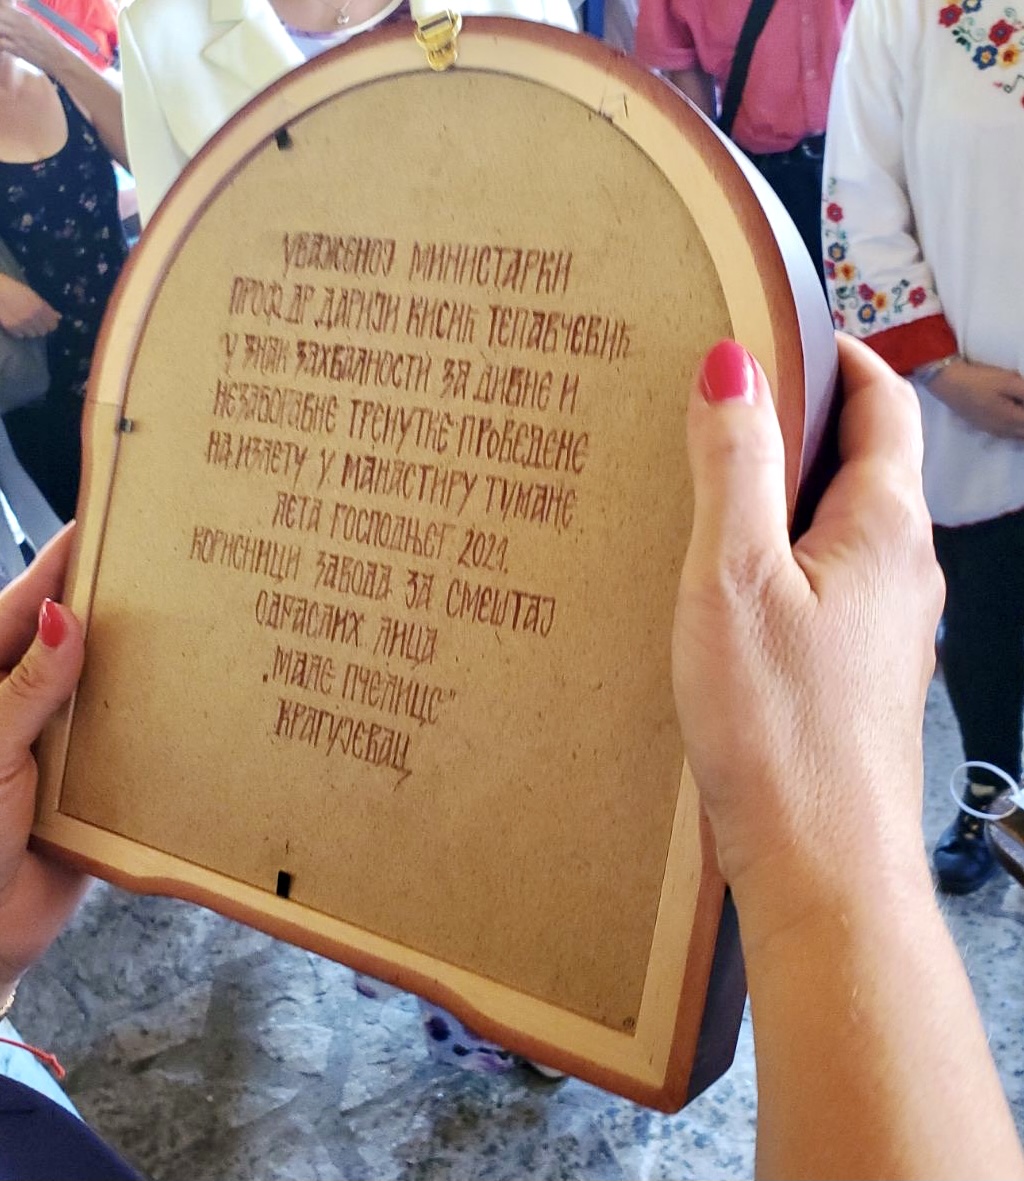 УВАЖЕНОЈ МИНИСТАРКИ
ПРОФ.ДР ДАРИЈИ КИСИЋ ТЕПАВЧЕВИЋ
У ЗНАК ЗАХВАЛНОСТИ ЗА ДИВНЕ И
НЕЗАБОРАВНЕ ТРЕНУТКЕ ПРОВЕДЕНЕ
НА ИЗЛЕТУ У МАНАСТИРУ ТУМАНЕ
ЛЕТА ГОСПОДЊЕГ 2021.
КОРИСНИЦИ ЗАВОДА ЗА СМЕШТАЈ
ОДРАСЛИХ ЛИЦА
„МАЛЕ ПЧЕЛИЦЕ"
КРАГУЈЕВАЦ